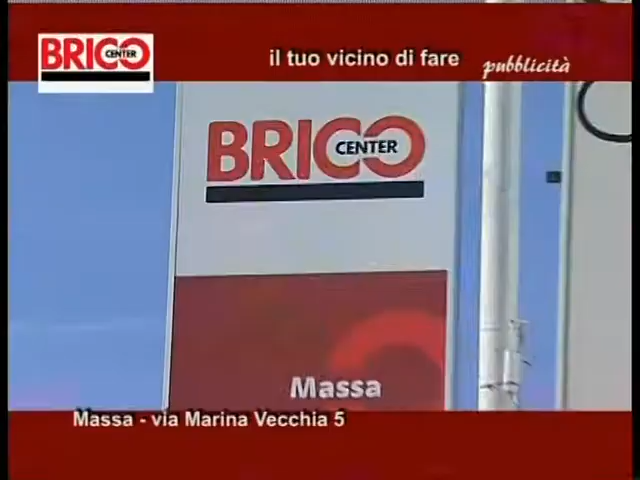 BRICO CENTER
il tuo vicino di fare
pubblicità
BRICO CENTER
Massa
Massa - via Marina Vecchia 5